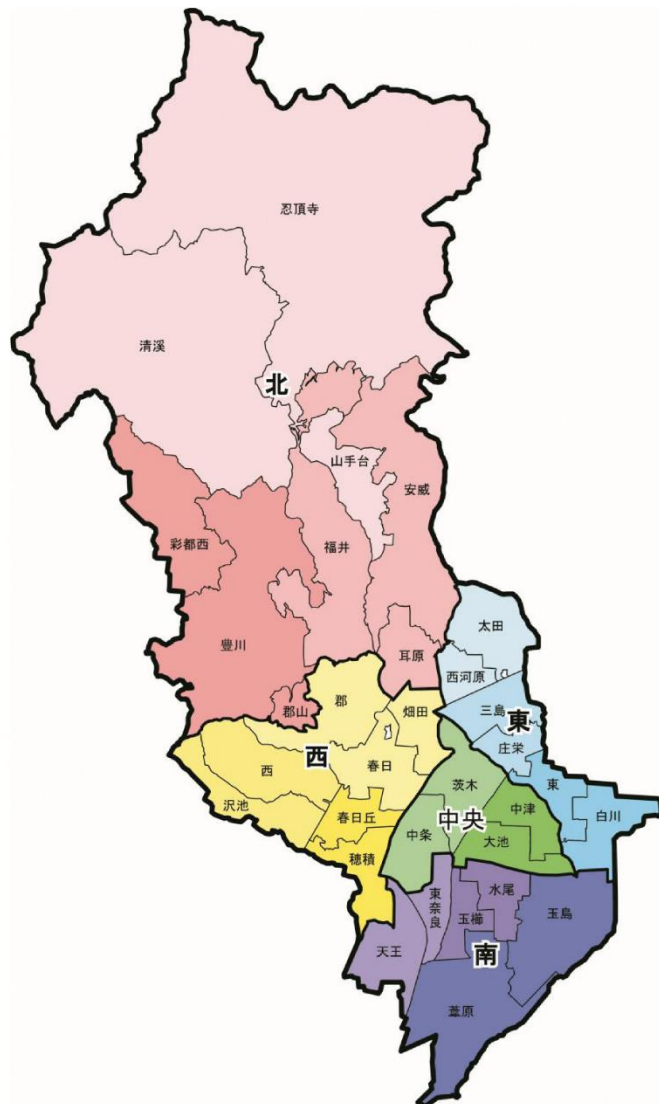 忍頂寺
清溪
北
山手台
安威
彩都西
福井
豊川
耳原
太田
西河原
郡山
郡
畑田
三島
東
庄栄
西
西
春日
茨木
東
中津
白川
沢池
春日丘
中央
中条
大池
穂積
東奈良
水尾
玉櫛
玉島
天王
南
葦原